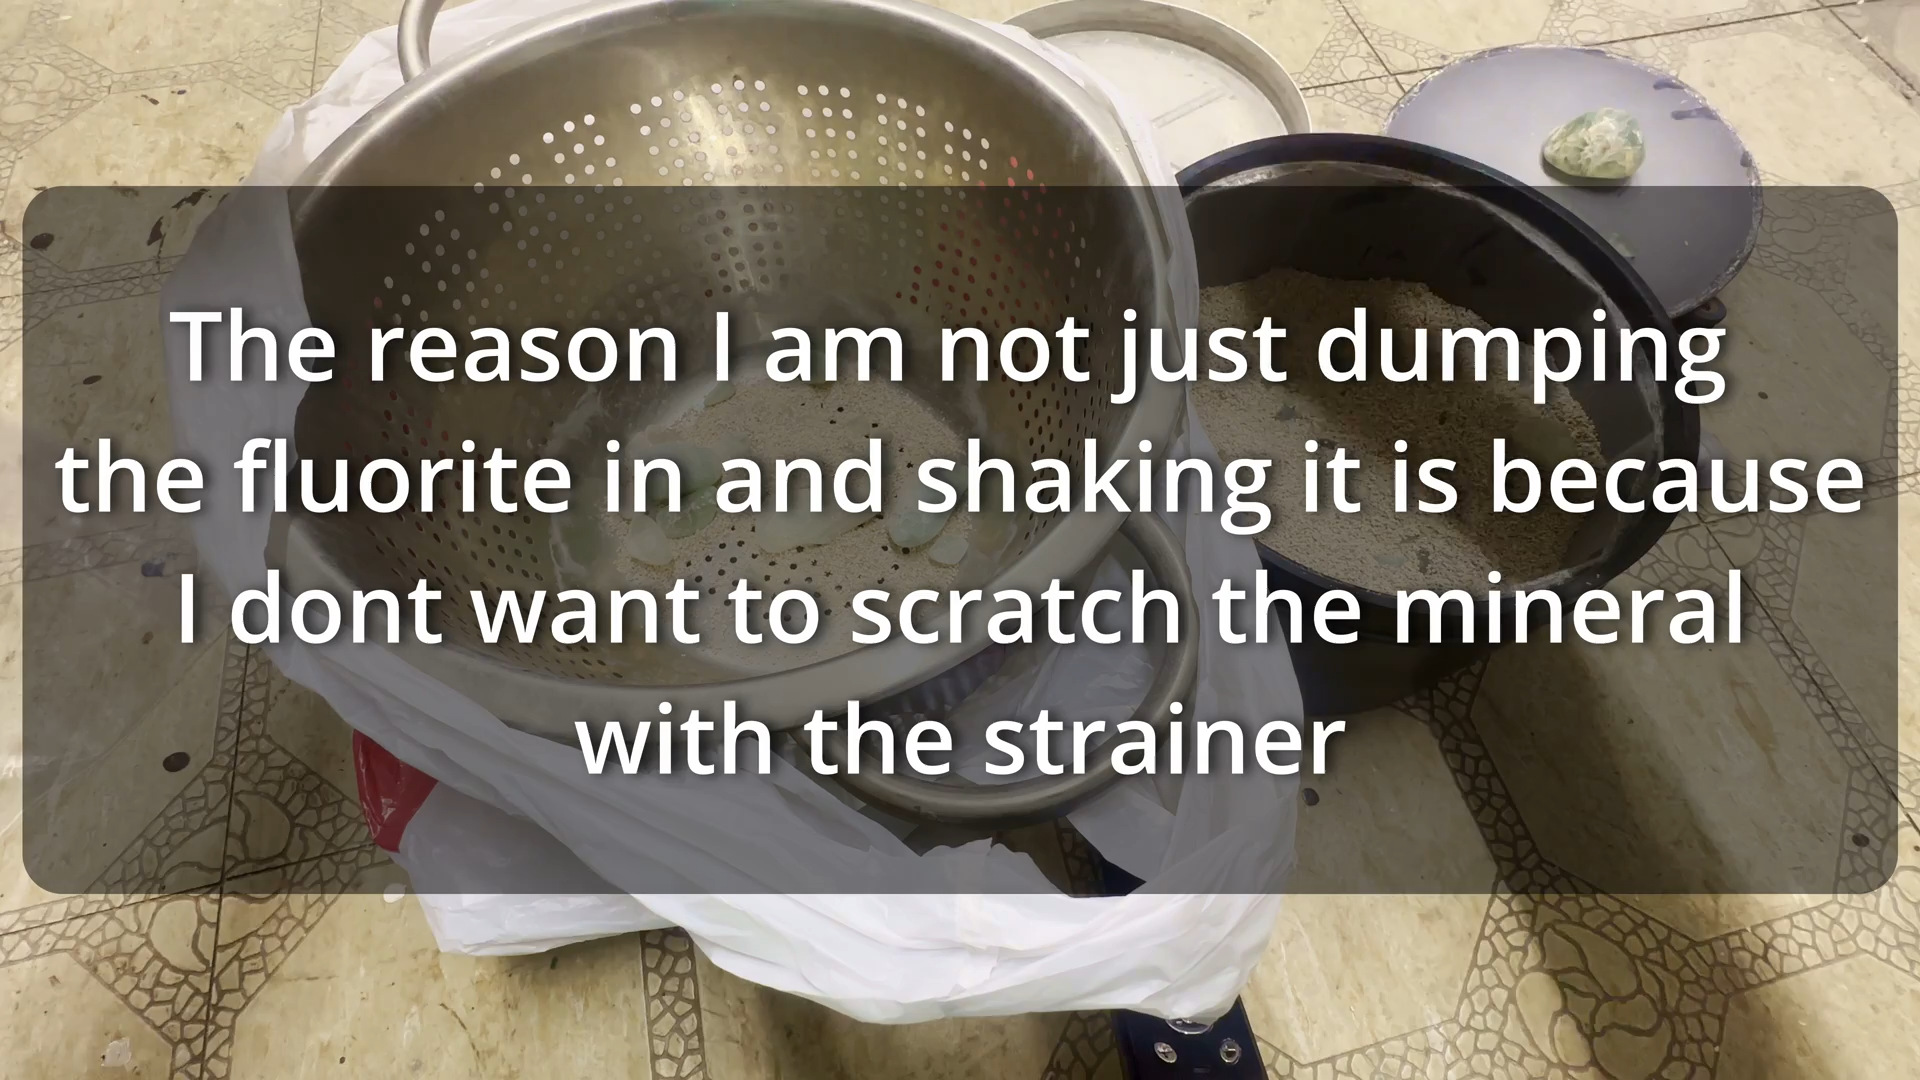 The reason I am not just dumping
the fluorite in and shaking it is because
I dont want to scratch the mineral
with the strainer